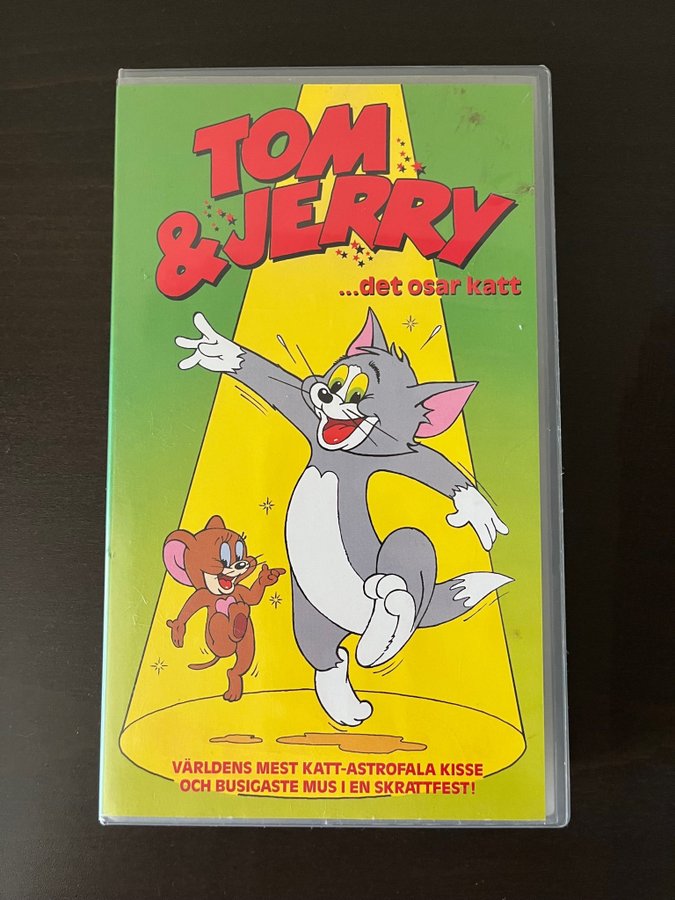 TOM
& JERRY
...det osar katt
VÄRLDENS MEST KATT-ASTROFALA KISSE
OCH BUSIGASTE MUS I EN SKRATTFEST!